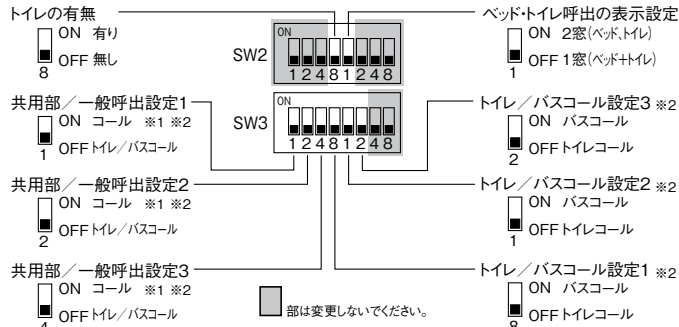 トイレの有無
ON 有り
OFF 無し
8
SW2
ON
1 2 4 8 1 2 4 8
ベッド・トイレ呼出の表示設定
ON 2窓(ベッド、トイレ)
OFF 1窓(ベッド+トイレ)
1
共用部/一般呼出設定1
ON コール ※1 ※2
OFF トイレ/バスコール
1
SW3
ON
1 2 4 8 1 2 4 8
トイレ/バスコール設定3 ※2
ON バスコール
OFF トイレコール
2
共用部/一般呼出設定2
ON コール ※1 ※2
OFF トイレ/バスコール
2
トイレ/バスコール設定2 ※2
ON バスコール
OFF トイレコール
1
共用部/一般呼出設定3
ON コール ※1 ※2
OFF トイレ/バスコール
4
部は変更しないでください。
トイレ/バスコール設定1 ※2
ON バスコール
OFF トイレコール
8